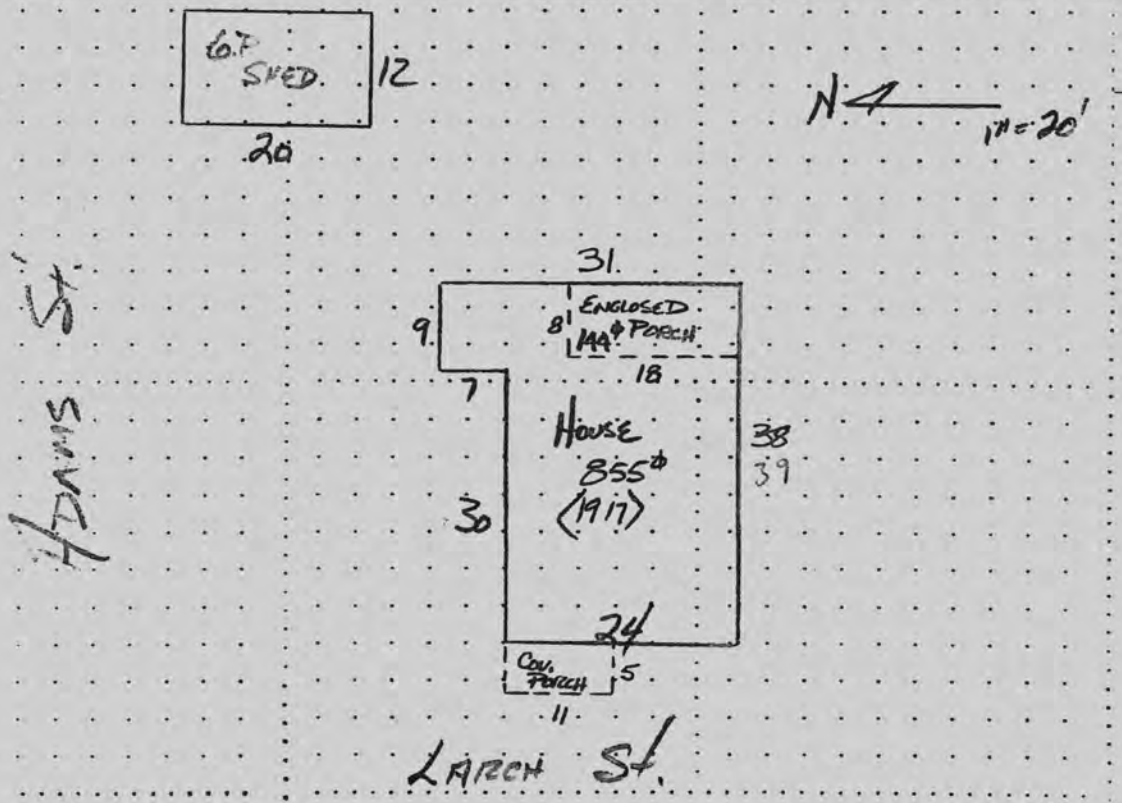 G.P.
SHED
12
20
N
1"=20'
ADAMS St.
31
9
8
ENCLOSED
144⌀ PORCH
18
7
HOUSE
855⌀
<1917>
38
39
30
24
COV.
PORCH
5
11
LARCH St.